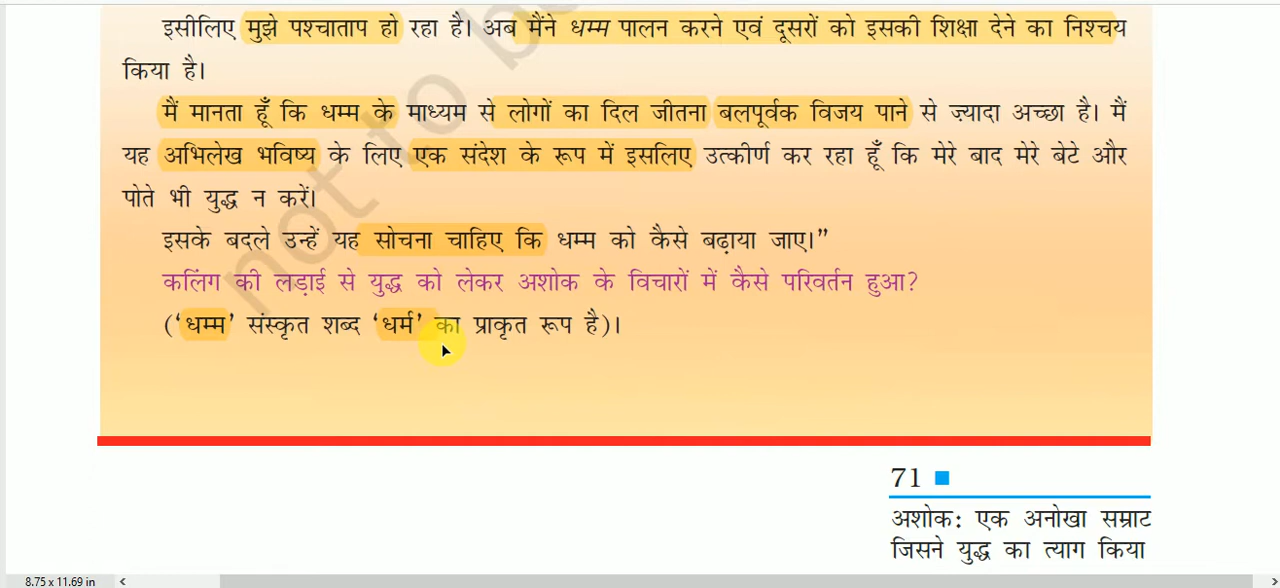 इसीलिए मुझे पश्चाताप हो रहा है। अब मैंने धम्म पालन करने एवं दूसरों को इसकी शिक्षा देने का निश्चय
किया है।
मैं मानता हूँ कि धम्म के माध्यम से लोगों का दिल जीतना बलपूर्वक विजय पाने से ज़्यादा अच्छा है। मैं
यह अभिलेख भविष्य के लिए एक संदेश के रूप में इसलिए उत्कीर्ण कर रहा हूँ कि मेरे बाद मेरे बेटे और
पोते भी युद्ध न करें।
इसके बदले उन्हें यह सोचना चाहिए कि धम्म को कैसे बढ़ाया जाए।”
कलिंग की लड़ाई से युद्ध को लेकर अशोक के विचारों में कैसे परिवर्तन हुआ?
(‘धम्म’ संस्कृत शब्द ‘धर्म’ का प्राकृत रूप है)।
not to be
71
अशोक: एक अनोखा सम्राट
जिसने युद्ध का त्याग किया
8.75 x 11.69 in